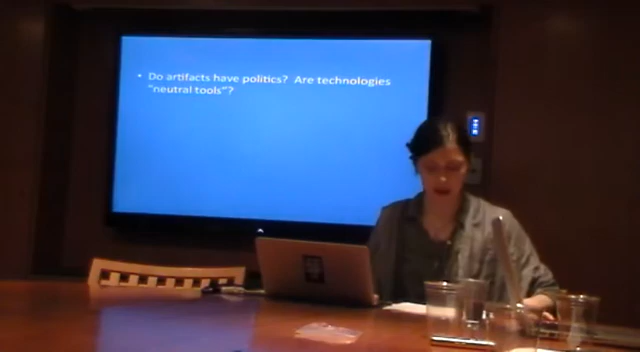 • Do artifacts have politics?  Are technologies
"neutral tools"?